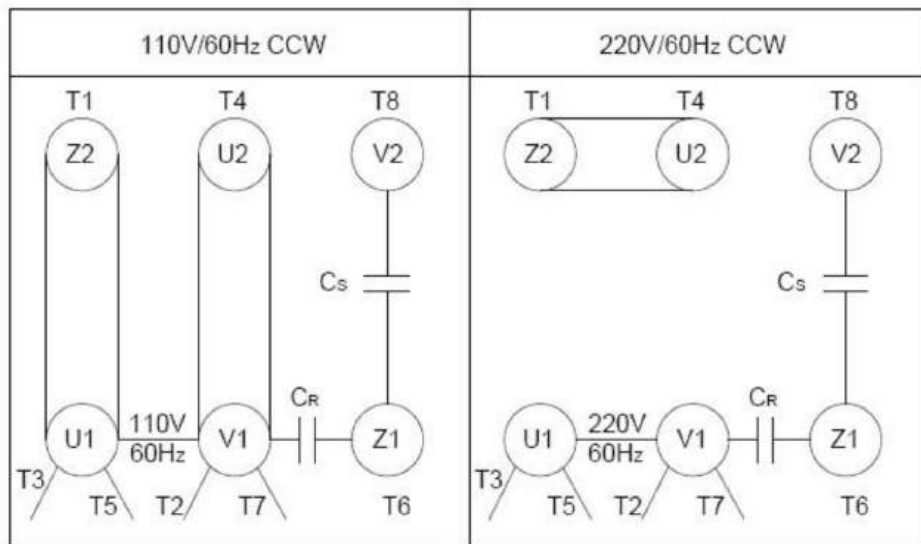 110V/60Hz CCW
220V/60Hz CCW
T1 T4 T8
Z2 U2 V2
CS
CR
U1 110V 60Hz V1 Z1
T3 T5 T2 T7 T6
T1 T4 T8
Z2 U2 V2
CS
CR
U1 220V 60Hz V1 Z1
T3 T5 T2 T7 T6